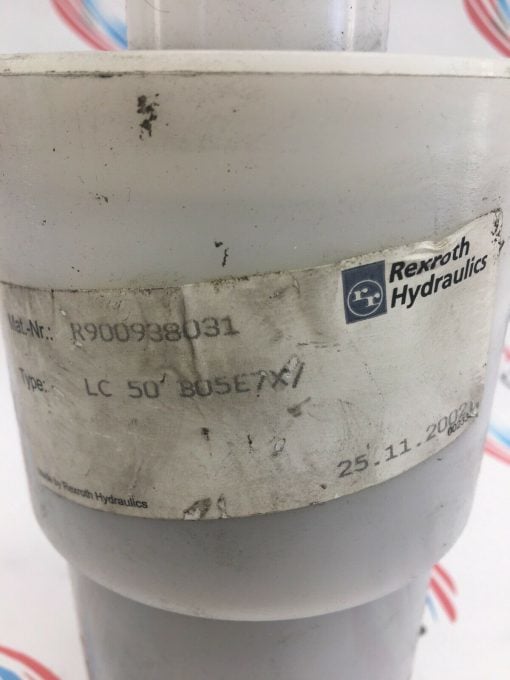 Rexroth
Hydraulics
Mat.-Nr.: R900938031
Type: LC 50 B05E7X/
25.11.2002
Made by Rexroth Hydraulics